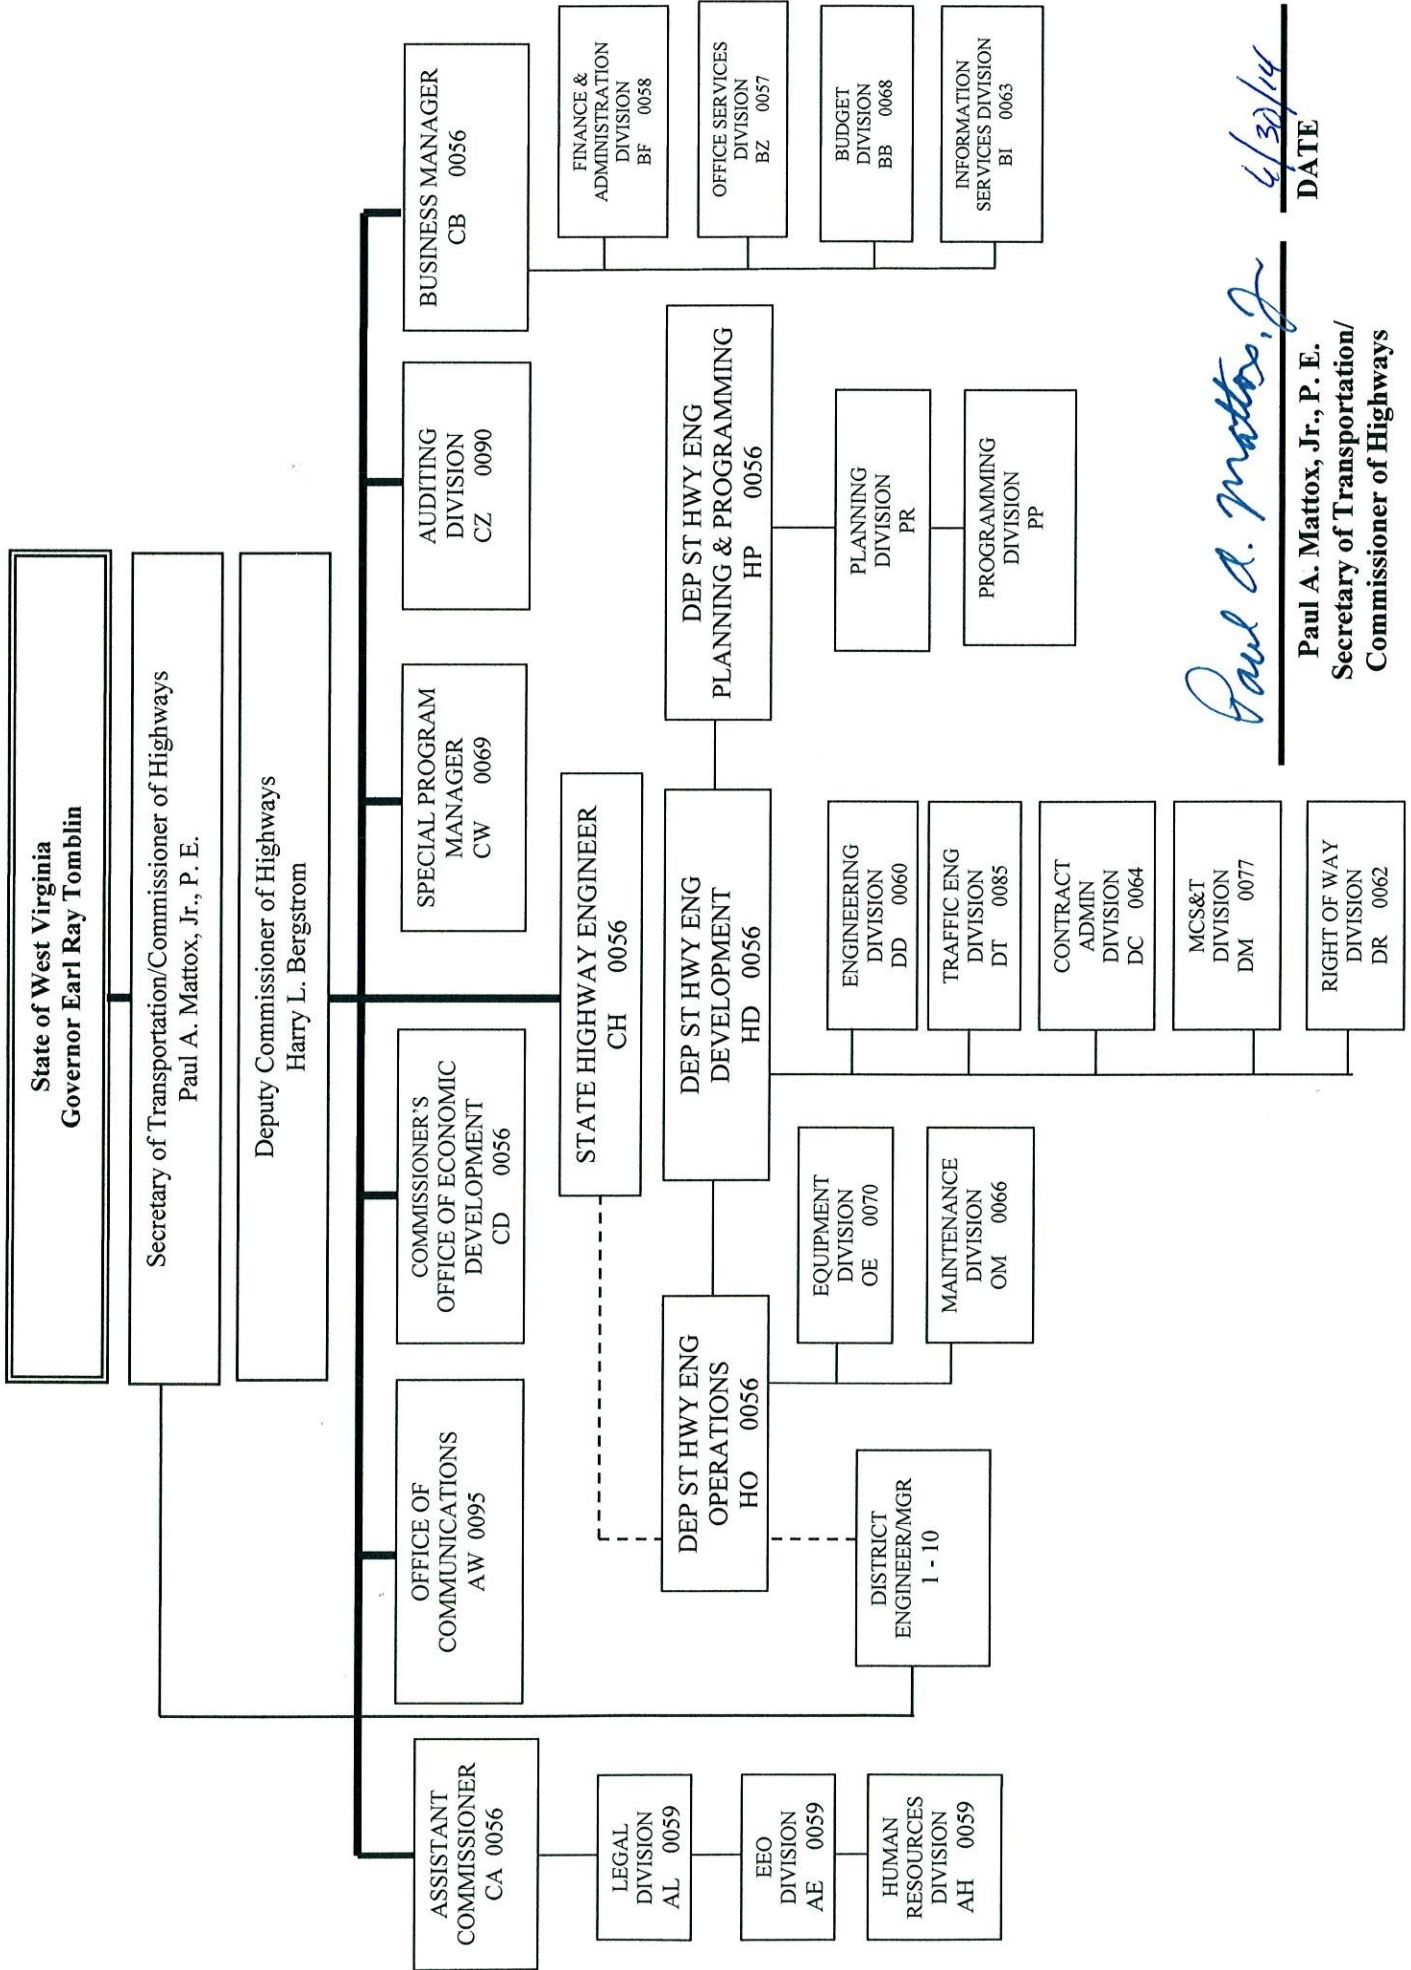 State of West Virginia
Governor Earl Ray Tomblin
Secretary of Transportation/Commissioner of Highways
Paul A. Mattox, Jr., P. E.
Deputy Commissioner of Highways
Harry L. Bergstrom
ASSISTANT
COMMISSIONER
CA 0056
OFFICE OF
COMMUNICATIONS
AW 0095
COMMISSIONER'S
OFFICE OF ECONOMIC
DEVELOPMENT
CD 0056
SPECIAL PROGRAM
MANAGER
CW 0069
AUDITING
DIVISION
CZ 0090
BUSINESS MANAGER
CB 0056
LEGAL
DIVISION
AL 0059
EEO
DIVISION
AE 0059
HUMAN
RESOURCES
DIVISION
AH 0059
STATE HIGHWAY ENGINEER
CH 0056
DEP ST HWY ENG
OPERATIONS
HO 0056
DEP ST HWY ENG
DEVELOPMENT
HD 0056
DEP ST HWY ENG
PLANNING & PROGRAMMING
HP 0056
DISTRICT
ENGINEER/MGR
1 - 10
EQUIPMENT
DIVISION
OE 0070
MAINTENANCE
DIVISION
OM 0066
ENGINEERING
DIVISION
DD 0060
TRAFFIC ENG
DIVISION
DT 0085
CONTRACT
ADMIN
DIVISION
DC 0064
MCS&T
DIVISION
DM 0077
RIGHT OF WAY
DIVISION
DR 0062
PLANNING
DIVISION
PR
PROGRAMMING
DIVISION
PP
FINANCE &
ADMINISTRATION
DIVISION
BF 0058
OFFICE SERVICES
DIVISION
BZ 0057
BUDGET
DIVISION
BB 0068
INFORMATION
SERVICES DIVISION
BI 0063
Paul A. Mattox, Jr
Paul A. Mattox, Jr., P. E.
Secretary of Transportation/
Commissioner of Highways
DATE